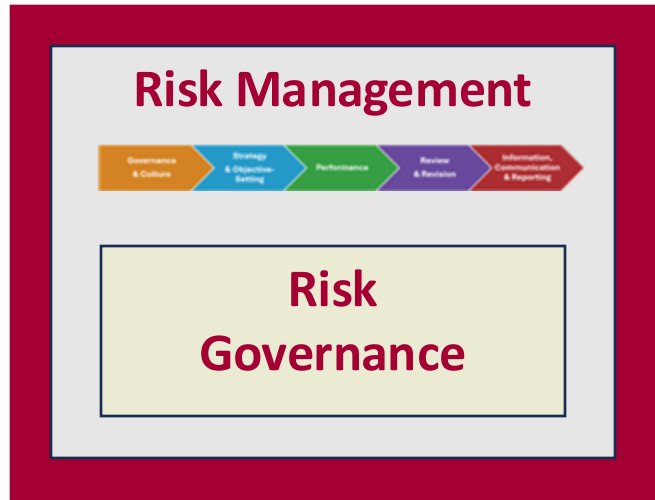 Risk Management
Governance
& Culture
Strategy
& Objective-
Setting
Performance
Review
& Revision
Information,
Communication
& Reporting
Risk
Governance